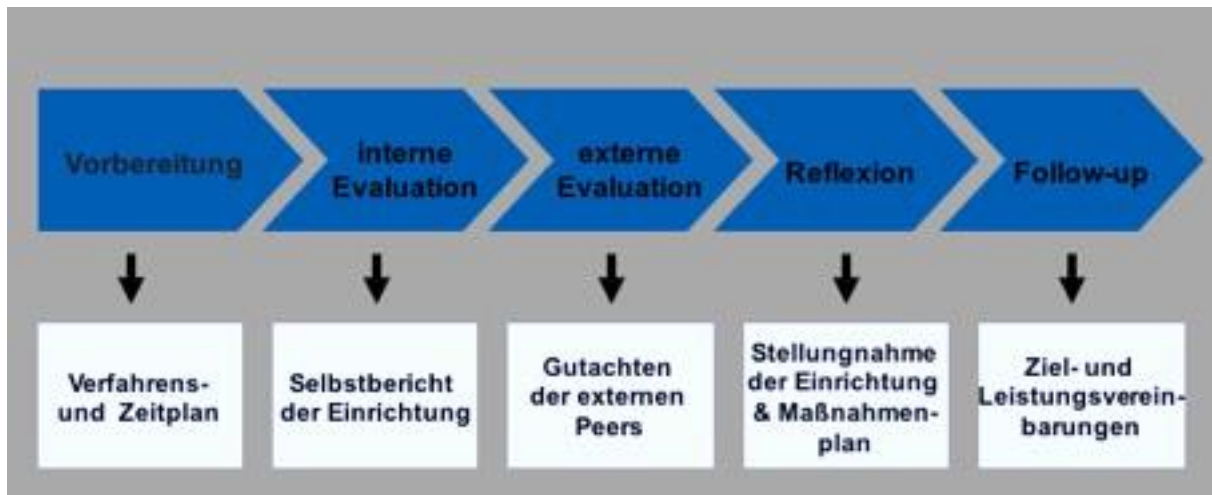 Vorbereitung
interne
Evaluation
externe
Evaluation
Reflexion
Follow-up
Verfahrens-
und Zeitplan
Selbstbericht
der Einrichtung
Gutachten
der externen
Peers
Stellungnahme
der Einrichtung
& Maßnahmen-
plan
Ziel- und
Leistungsverein-
barungen